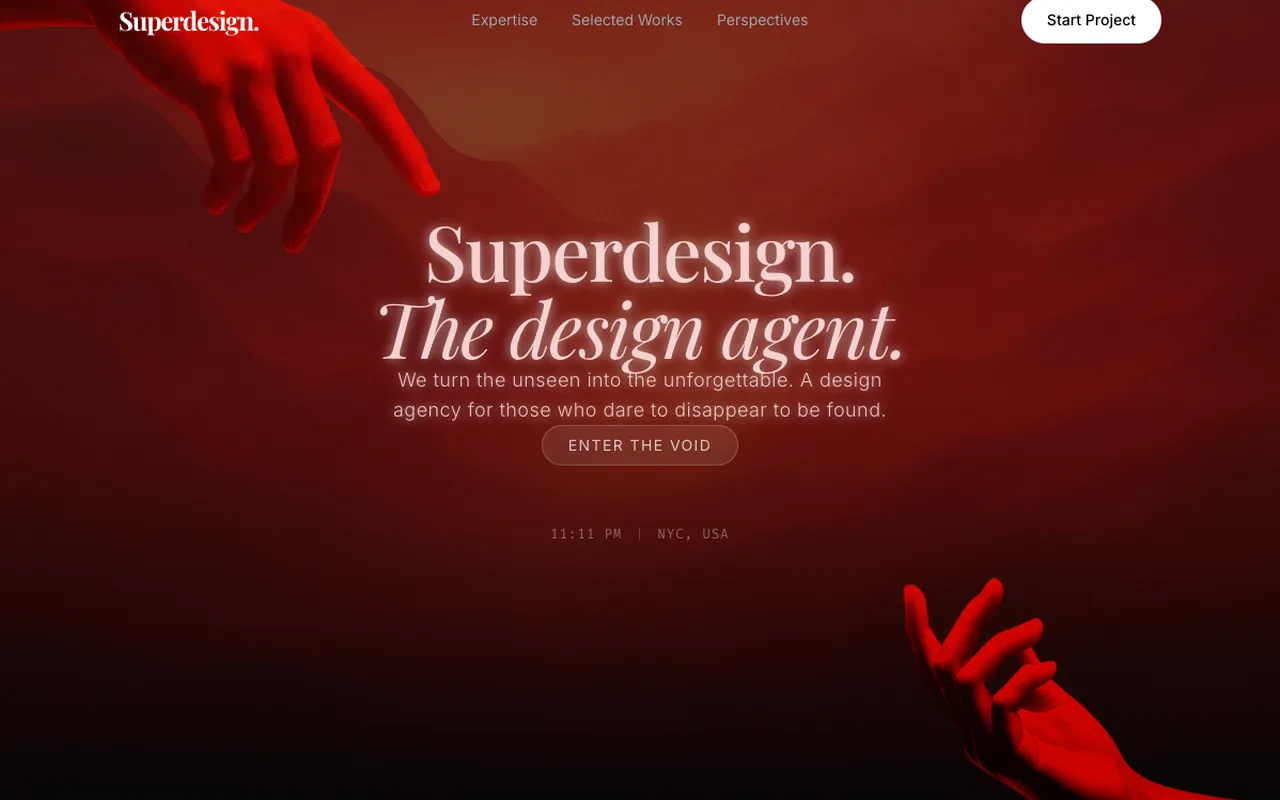 Superdesign.
Expertise
Selected Works
Perspectives
Start Project
Superdesign.
The design agent.
We turn the unseen into the unforgettable. A design
agency for those who dare to disappear to be found.
ENTER THE VOID
11:11 PM | NYC, USA